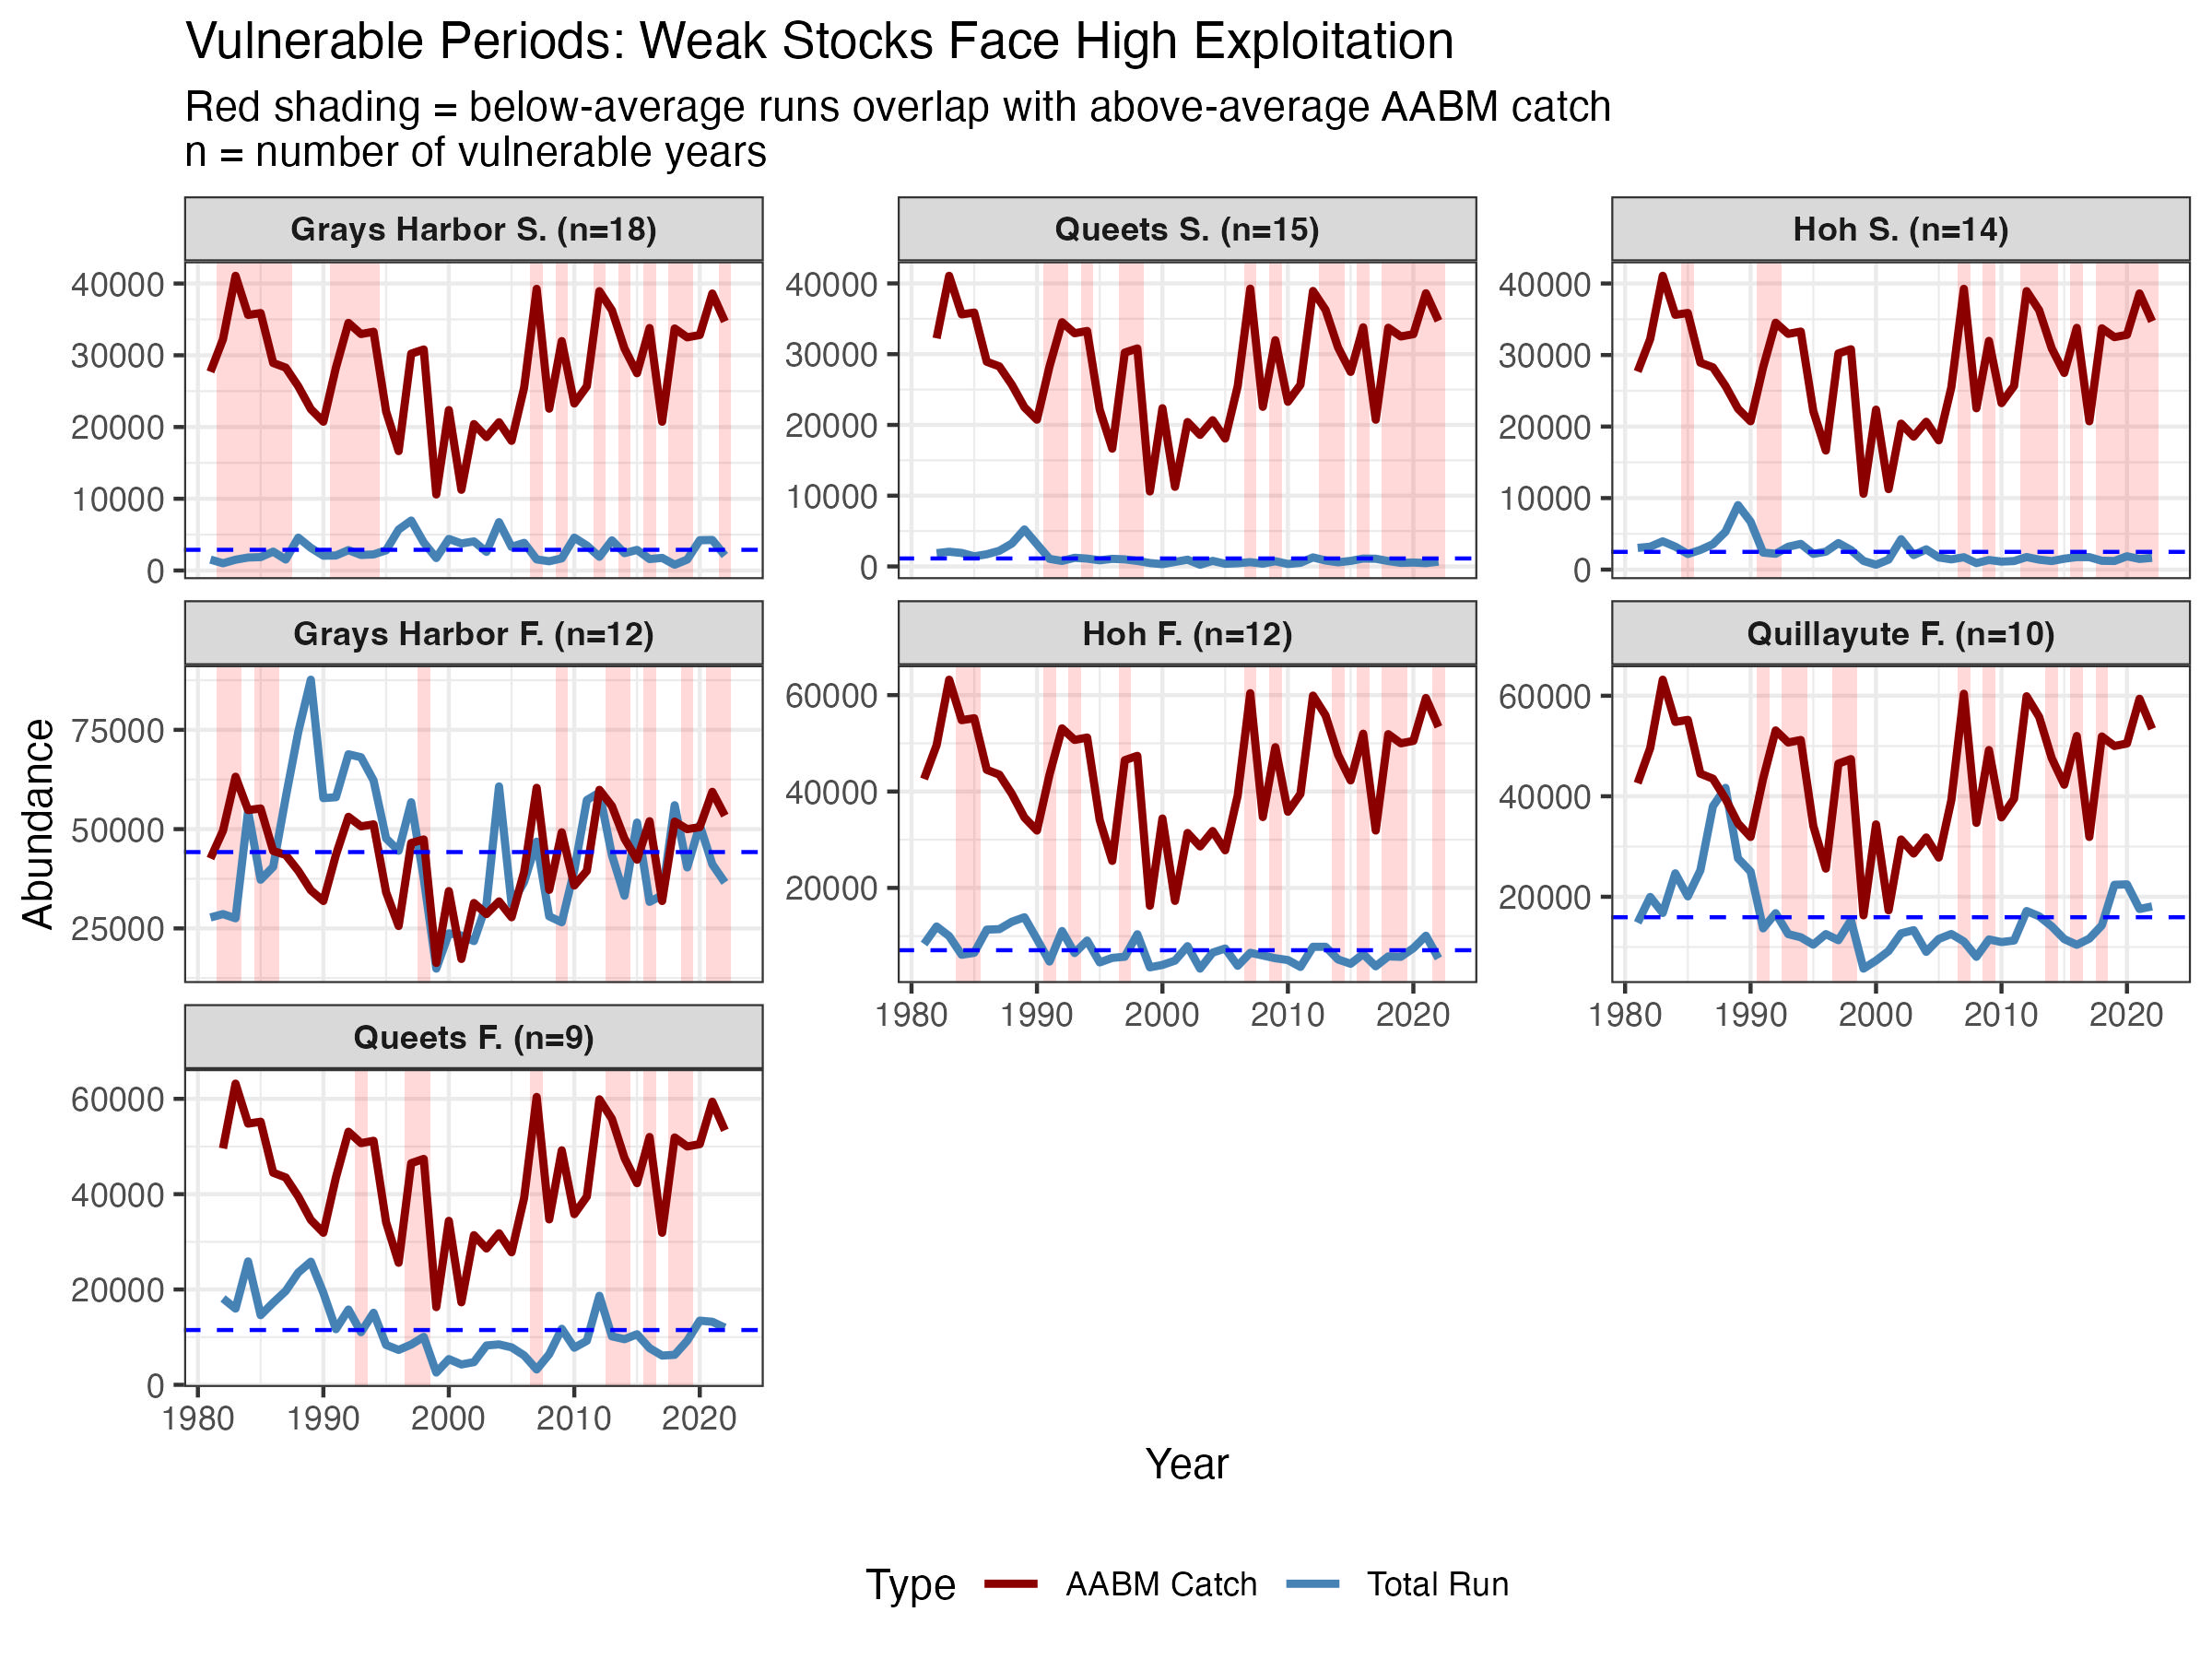 Vulnerable Periods: Weak Stocks Face High Exploitation
Red shading = below-average runs overlap with above-average AABM catch
n = number of vulnerable years
Grays Harbor S. (n=18)
40000
30000
20000
10000
0
Queets S. (n=15)
40000
30000
20000
10000
0
Hoh S. (n=14)
40000
30000
20000
10000
0
Abundance
Grays Harbor F. (n=12)
75000
50000
25000
Hoh F. (n=12)
60000
40000
20000
1980 1990 2000 2010 2020
Quillayute F. (n=10)
60000
40000
20000
1980 1990 2000 2010 2020
Queets F. (n=9)
60000
40000
20000
0
1980 1990 2000 2010 2020
Year
Type AABM Catch Total Run